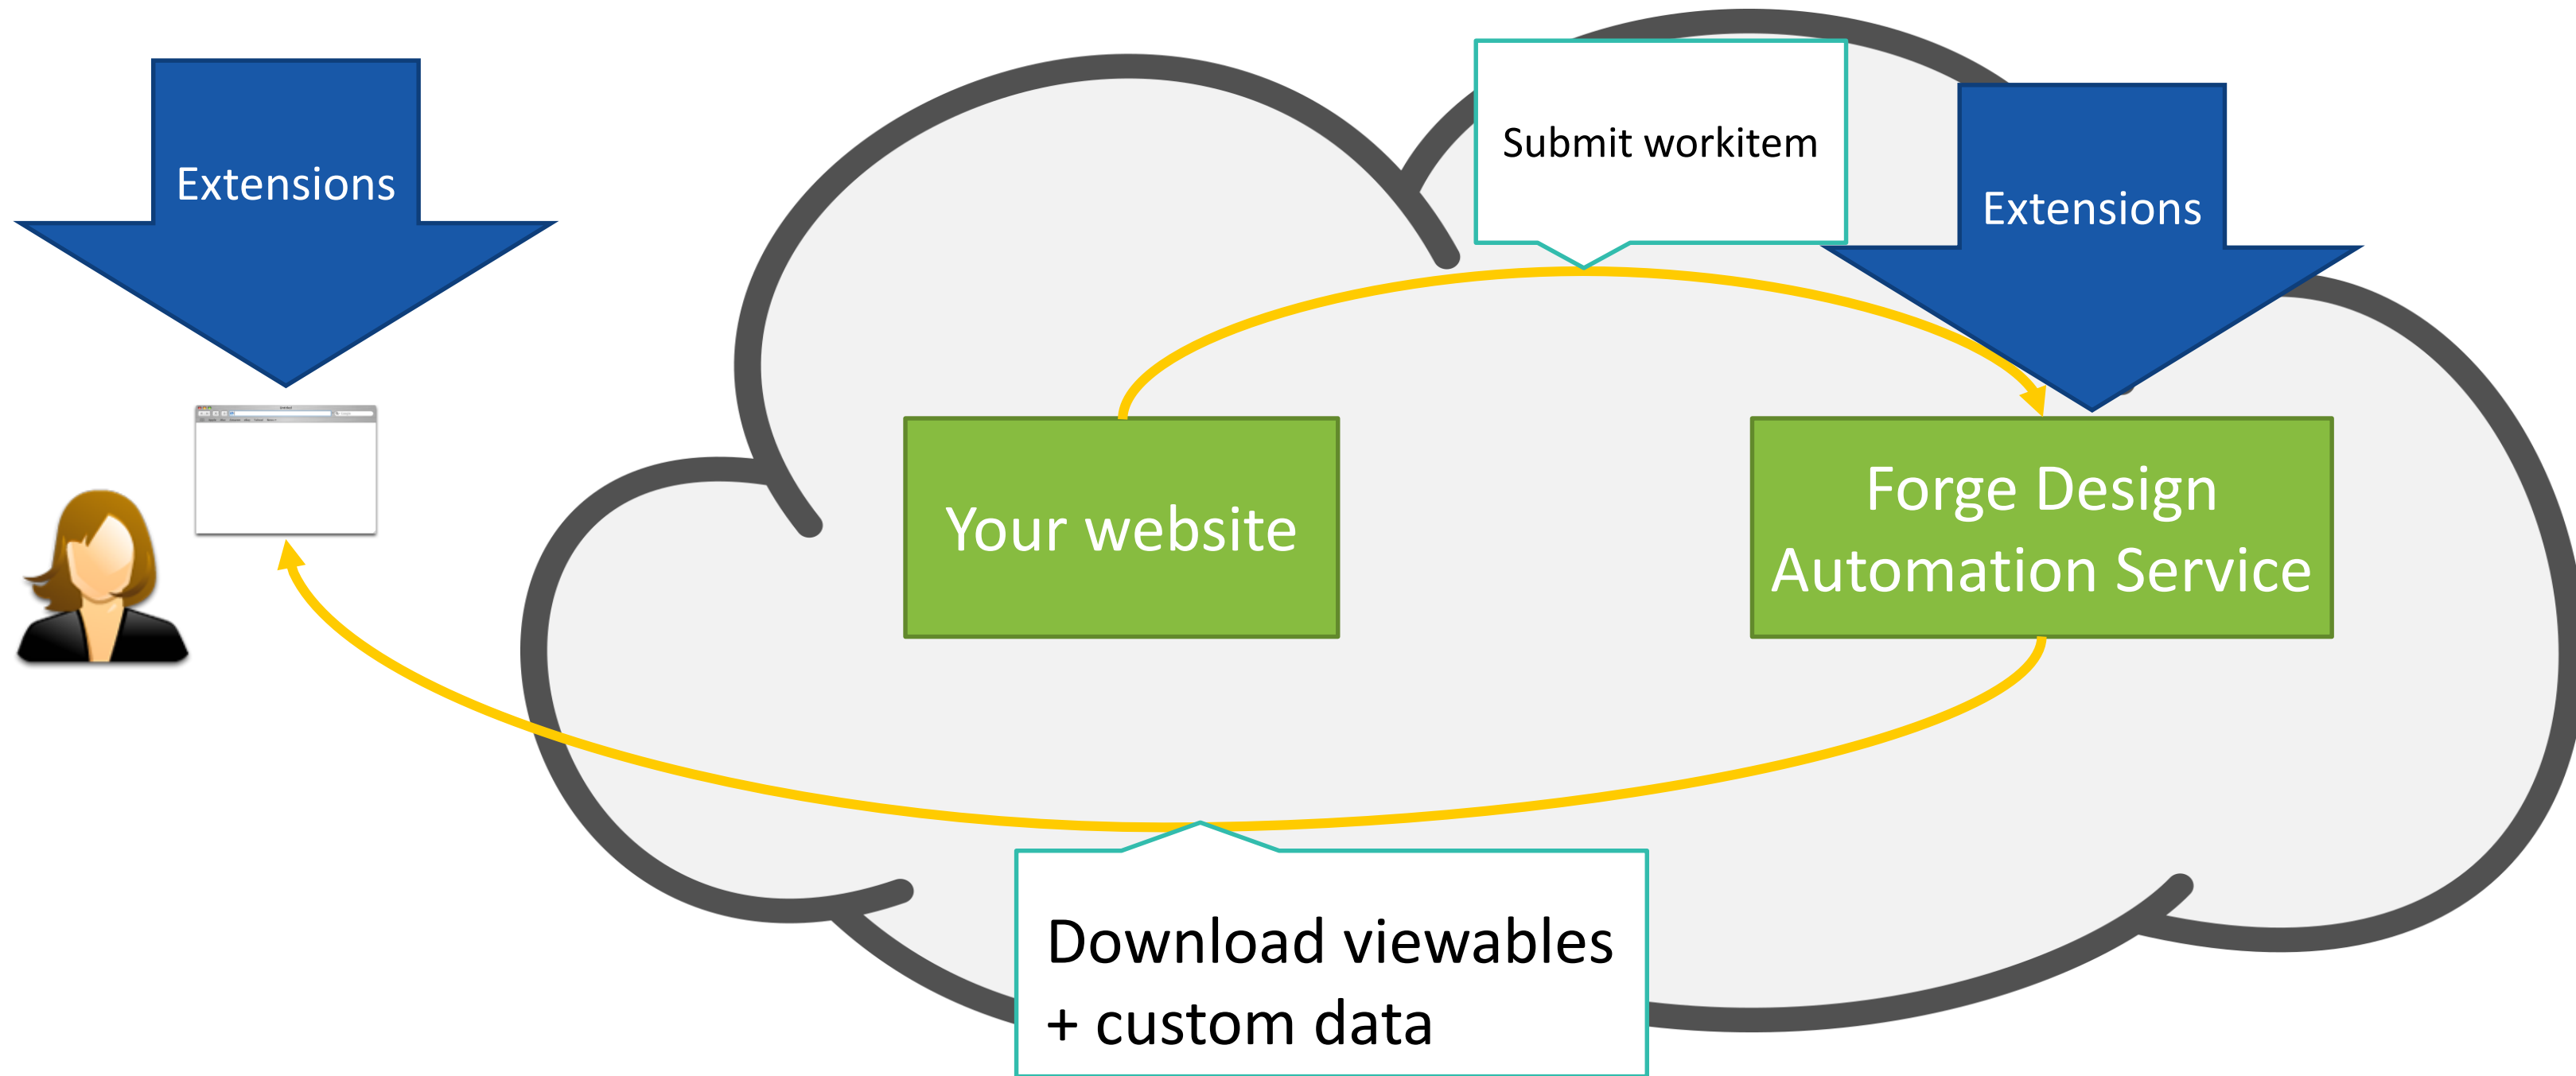 Extensions
Submit workitem
Extensions
Your website
Forge Design
Automation Service
Download viewables
+ custom data